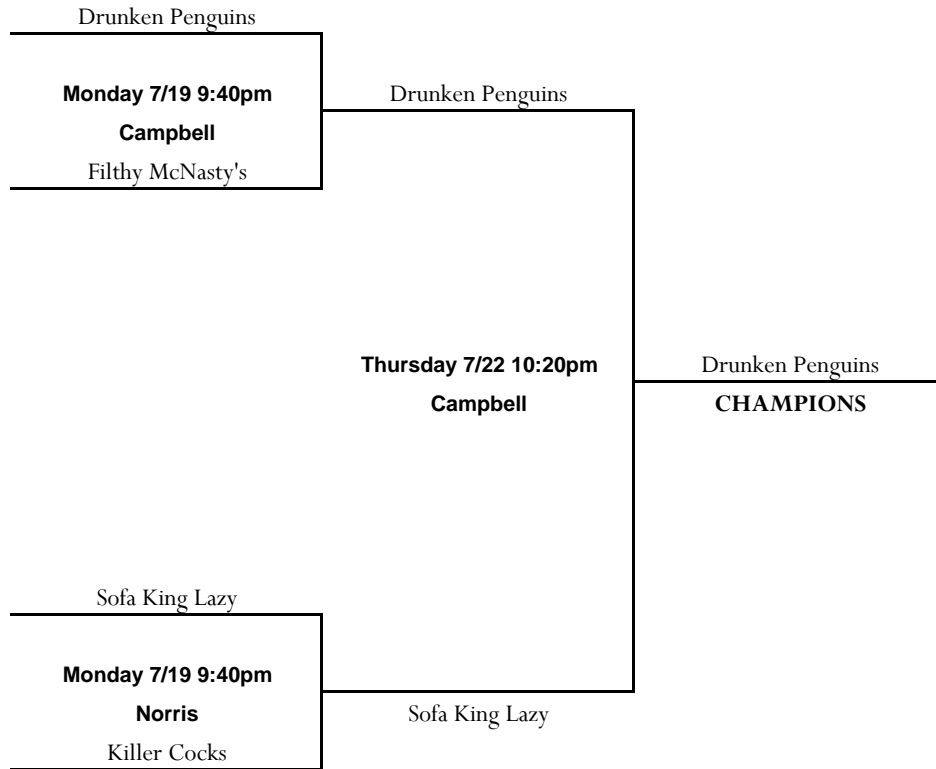 Drunken Penguins
Monday 7/19 9:40pm
Campbell
Filthy McNasty's
Drunken Penguins
Thursday 7/22 10:20pm
Campbell
Drunken Penguins
CHAMPIONS
Sofa King Lazy
Monday 7/19 9:40pm
Norris
Killer Cocks
Sofa King Lazy